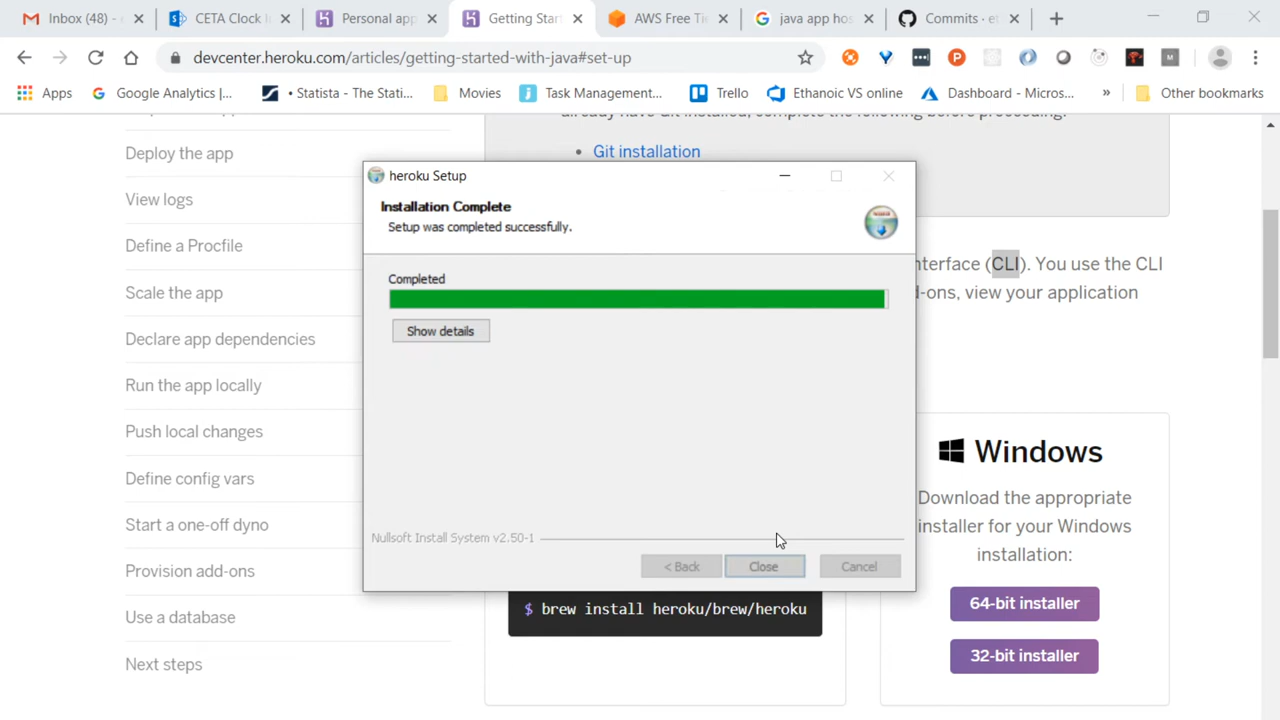 Inbox (48) - e
CETA Clock I
Personal app
Getting Star
AWS Free Ti
java app hos
Commits · et
devcenter.heroku.com/articles/getting-started-with-java#set-up
Apps
Google Analytics |...
• Statista - The Stati...
Movies
Task Management...
Trello
Ethanoic VS online
Dashboard - Micros...
»
Other bookmarks
Git installation
Deploy the app
View logs
Define a Procfile
Scale the app
Declare app dependencies
Run the app locally
Push local changes
Define config vars
Start a one-off dyno
Provision add-ons
Use a database
Next steps
heroku Setup
Installation Complete
Setup was completed successfully.
Completed
Show details
Nullsoft Install System v2.50-1
< Back
Close
Cancel
nterface (CLI). You use the CLI
d-ons, view your application
$ brew install heroku/brew/heroku
Windows
Download the appropriate
installer for your Windows
installation:
64-bit installer
32-bit installer